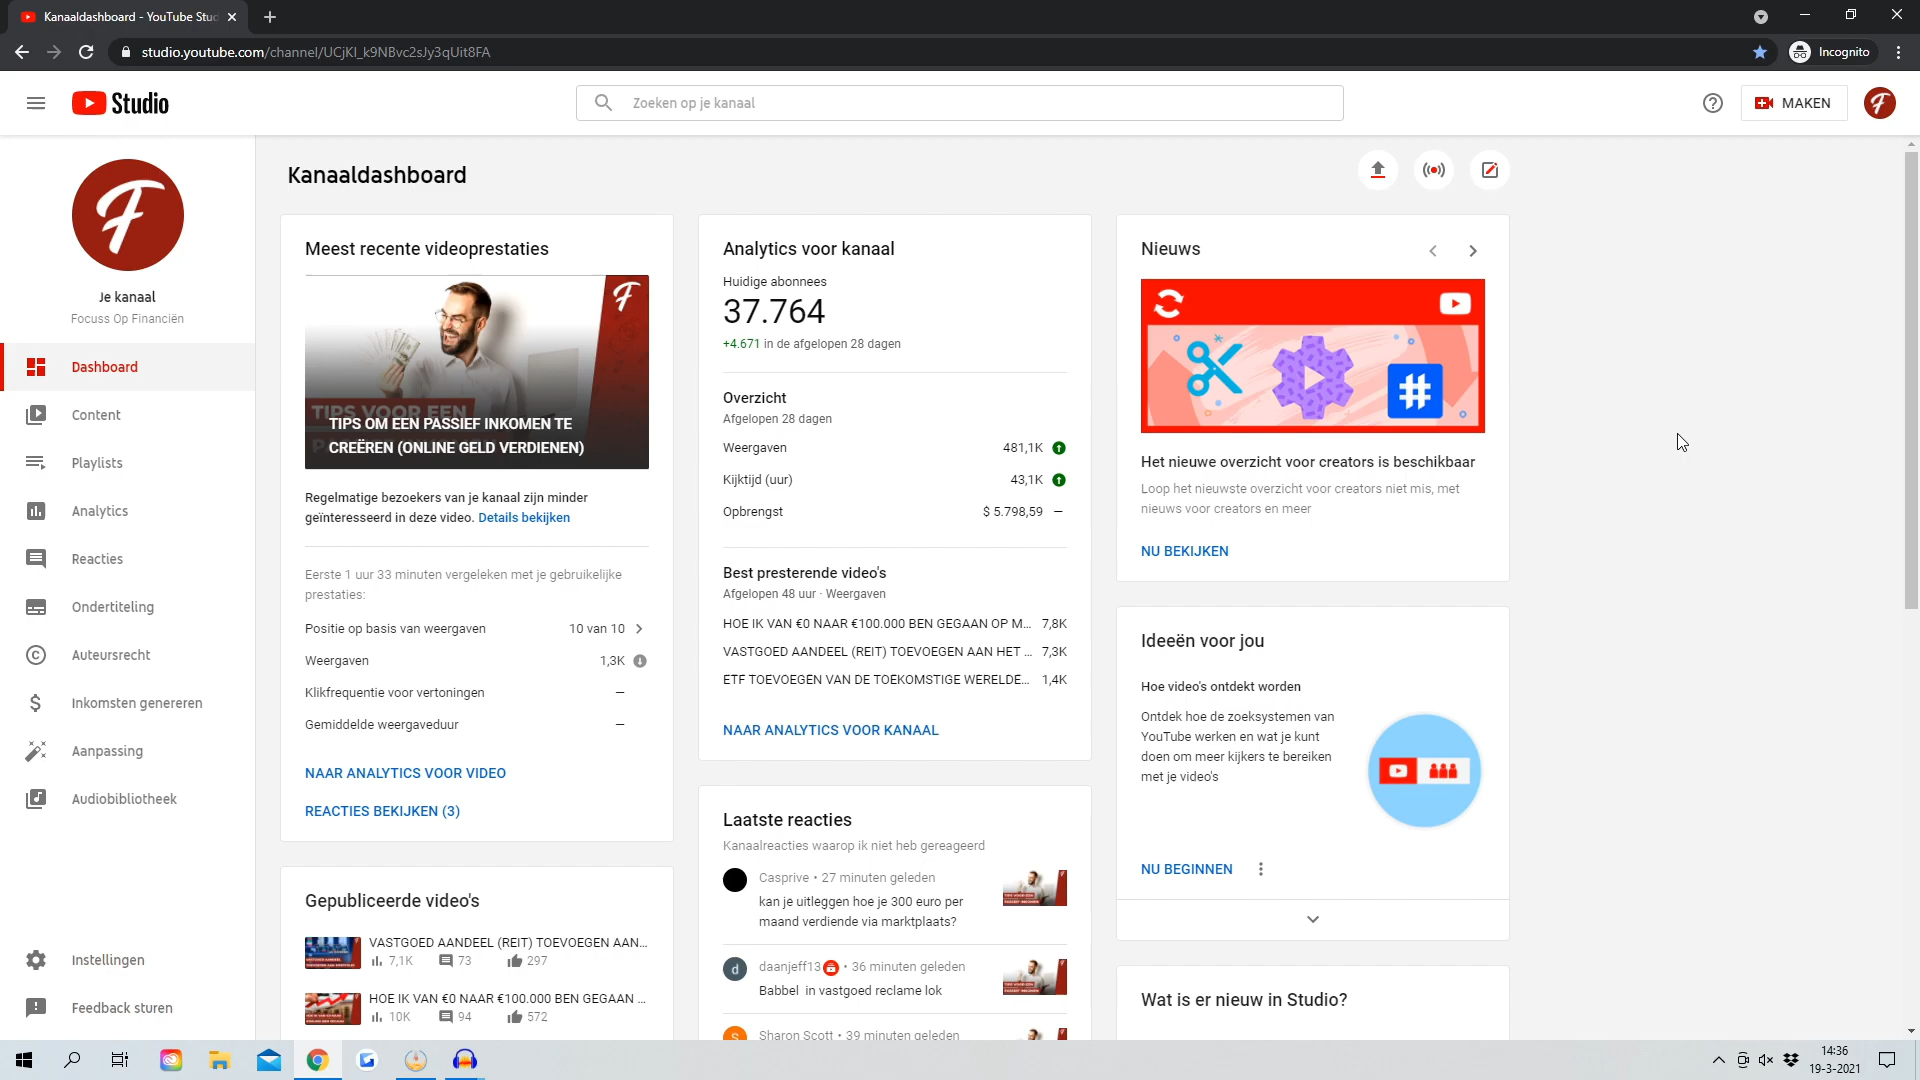 Kanaaldashboard - YouTube Stud
studio.youtube.com/channel/UCjKI_k9NBvc2sJy3qUit8FA
Incognito
Studio
Zoeken op je kanaal
MAKEN
Je kanaal
Focuss Op Financiën
Dashboard
Content
Playlists
Analytics
Reacties
Ondertiteling
Auteursrecht
Inkomsten genereren
Aanpassing
Audiobibliotheek
Instellingen
Feedback sturen
Kanaaldashboard
Meest recente videoprestaties
TIPS VOOR EEN
TIPS OM EEN PASSIEF INKOMEN TE
CREËREN (ONLINE GELD VERDIENEN)
Regelmatige bezoekers van je kanaal zijn minder
geïnteresseerd in deze video. Details bekijken
Eerste 1 uur 33 minuten vergeleken met je gebruikelijke
prestaties:
Positie op basis van weergaven 10 van 10
Weergaven 1,3K
Klikfrequentie voor vertoningen —
Gemiddelde weergaveduur —
NAAR ANALYTICS VOOR VIDEO
REACTIES BEKIJKEN (3)
Gepubliceerde video's
VASTGOED AANDEEL (REIT) TOEVOEGEN AAN...
7,1K 73 297
HOE IK VAN €0 NAAR €100.000 BEN GEGAAN ...
10K 94 572
Analytics voor kanaal
Huidige abonnees
37.764
+4.671 in de afgelopen 28 dagen
Overzicht
Afgelopen 28 dagen
Weergaven 481,1K
Kijktijd (uur) 43,1K
Opbrengst $ 5.798,59 —
Best presterende video's
Afgelopen 48 uur · Weergaven
HOE IK VAN €0 NAAR €100.000 BEN GEGAAN OP M... 7,8K
VASTGOED AANDEEL (REIT) TOEVOEGEN AAN HET ... 7,3K
ETF TOEVOEGEN VAN DE TOEKOMSTIGE WERELDE... 1,4K
NAAR ANALYTICS VOOR KANAAL
Laatste reacties
Kanaalreacties waarop ik niet heb gereageerd
Casprive • 27 minuten geleden
kan je uitleggen hoe je 300 euro per
maand verdiende via marktplaats?
d
daanjeff13 • 36 minuten geleden
Babbel in vastgoed reclame lok
S
Sharon Scott • 39 minuten geleden
Nieuws
#
Het nieuwe overzicht voor creators is beschikbaar
Loop het nieuwste overzicht voor creators niet mis, met
nieuws voor creators en meer
NU BEKIJKEN
Ideeën voor jou
Hoe video's ontdekt worden
Ontdek hoe de zoeksystemen van
YouTube werken en wat je kunt
doen om meer kijkers te bereiken
met je video's
NU BEGINNEN
Wat is er nieuw in Studio?
14:36
19-3-2021